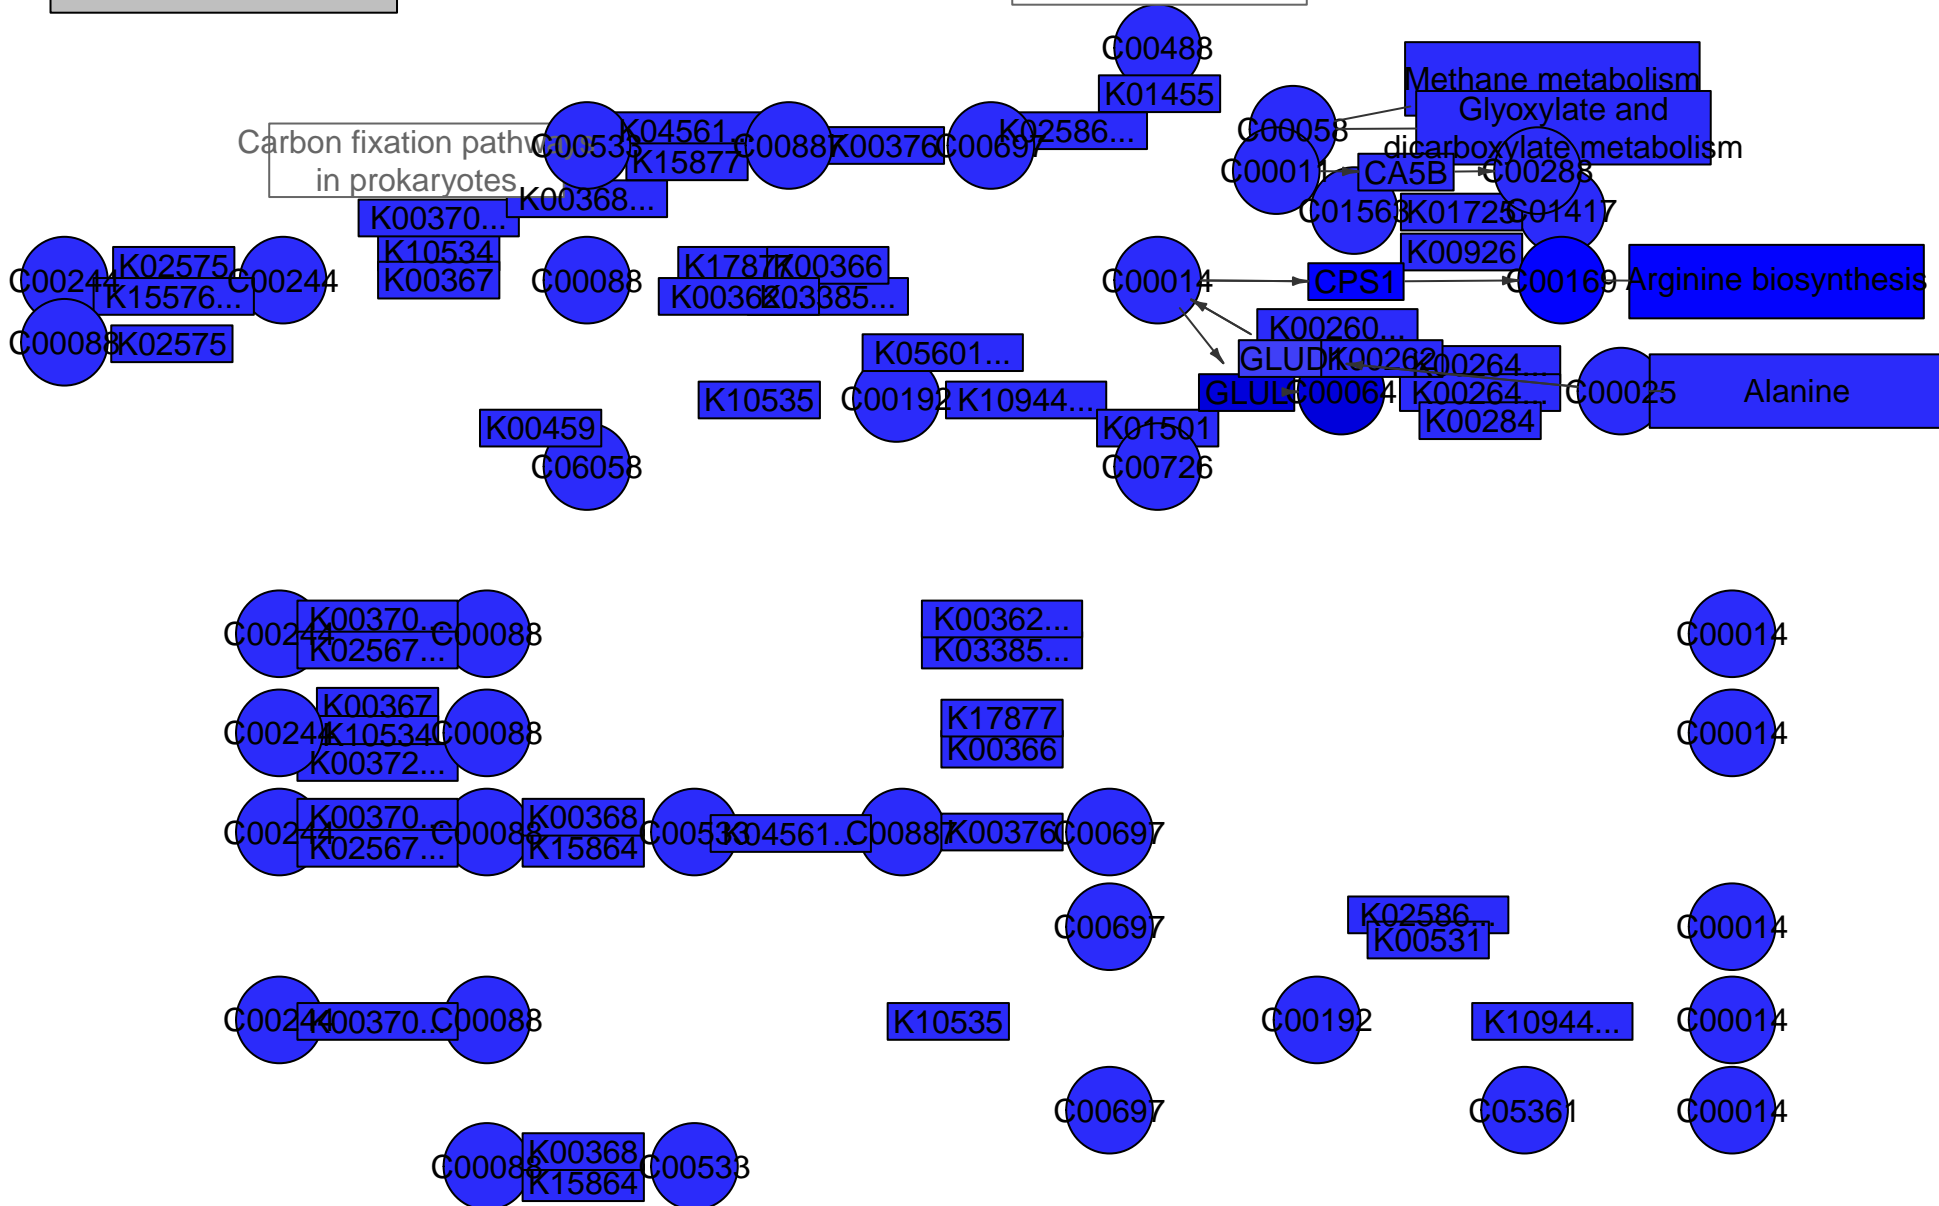 C00488
K01455
Methane metabolism
Glyoxylate and
dicarboxylate metabolism
C00058
Carbon fixation pathways
in prokaryotes
C00533
K04561...
K15877
C00887
K00376
C00697
K02586...
C00011
CA5B
C00288
K00368...
K00370...
C01563
K01725
C01417
K10534
K00367
K00926
C00244
K02575
K15576...
C00244
C00088
K17877
K00366
K00362...
K03385...
C00014
CPS1
C00169
Arginine biosynthesis
C00088
K02575
K00260...
K05601...
GLUD1
K00262
K00264...
K10535
C00192
K10944...
GLUL
C00064
K00264...
C00025
Alanine
K00459
K01501
K00284
C06058
C00726
C00244
K00370...
K02567...
C00088
K00362...
K03385...
C00014
C00244
K00367
K10534
K00372...
C00088
K17877
K00366
C00014
C00244
K00370...
K02567...
C00088
K00368
K15864
C00533
K04561...
C00887
K00376
C00697
C00697
K02586...
K00531
C00014
C00244
K00370...
C00088
K10535
C00192
K10944...
C00014
C00697
C05361
C00014
C00088
K00368
K15864
C00533